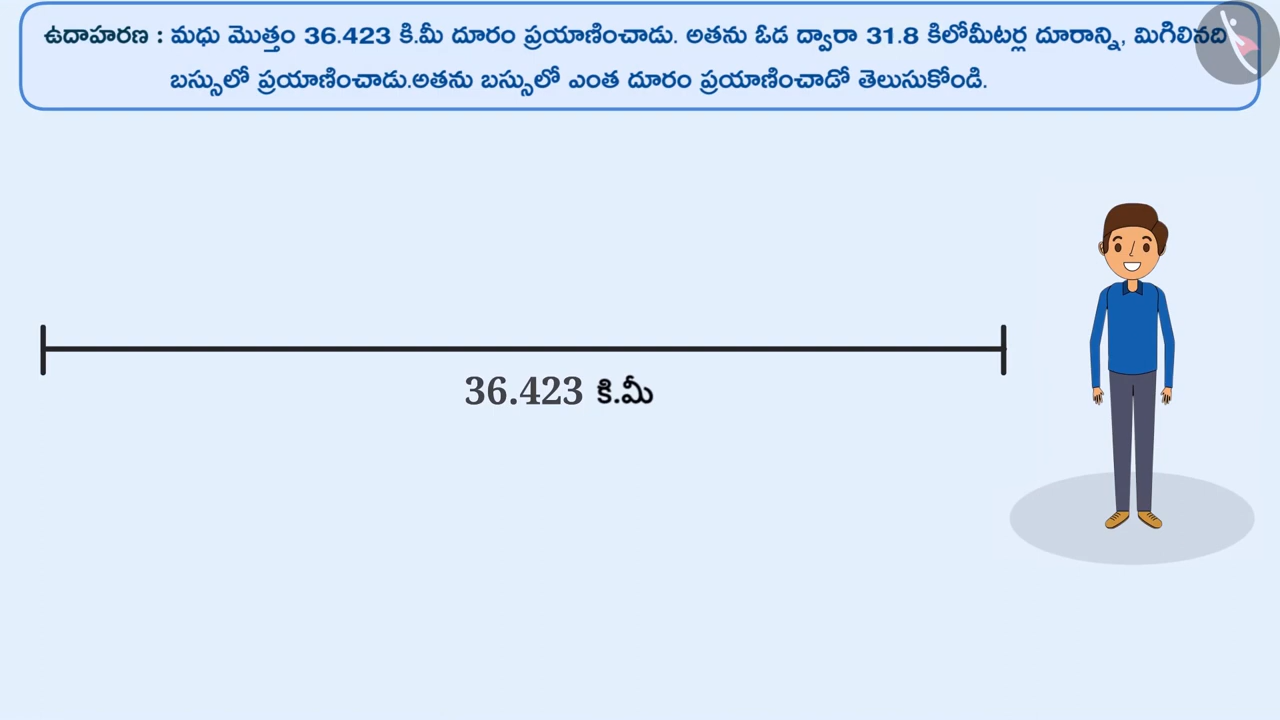 ఉదాహరణ : మధు మొత్తం 36.423 కి.మీ దూరం ప్రయాణించాడు. అతను ఓడ ద్వారా 31.8 కిలోమీటర్ల దూరాన్ని, మిగిలినది
బస్సులో ప్రయాణించాడు.అతను బస్సులో ఎంత దూరం ప్రయాణించాడో తెలుసుకోండి.
36.423 కి.మీ